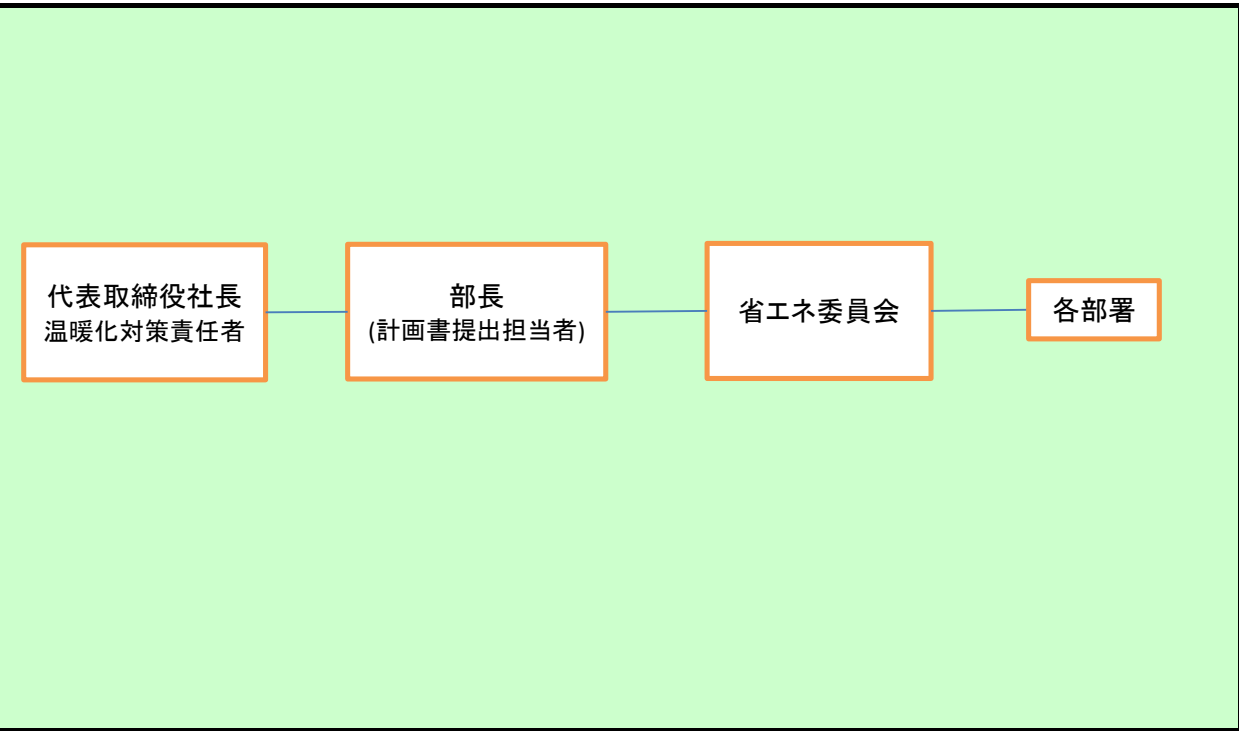 代表取締役社長
温暖化対策責任者
部長
(計画書提出担当者)
省エネ委員会
各部署